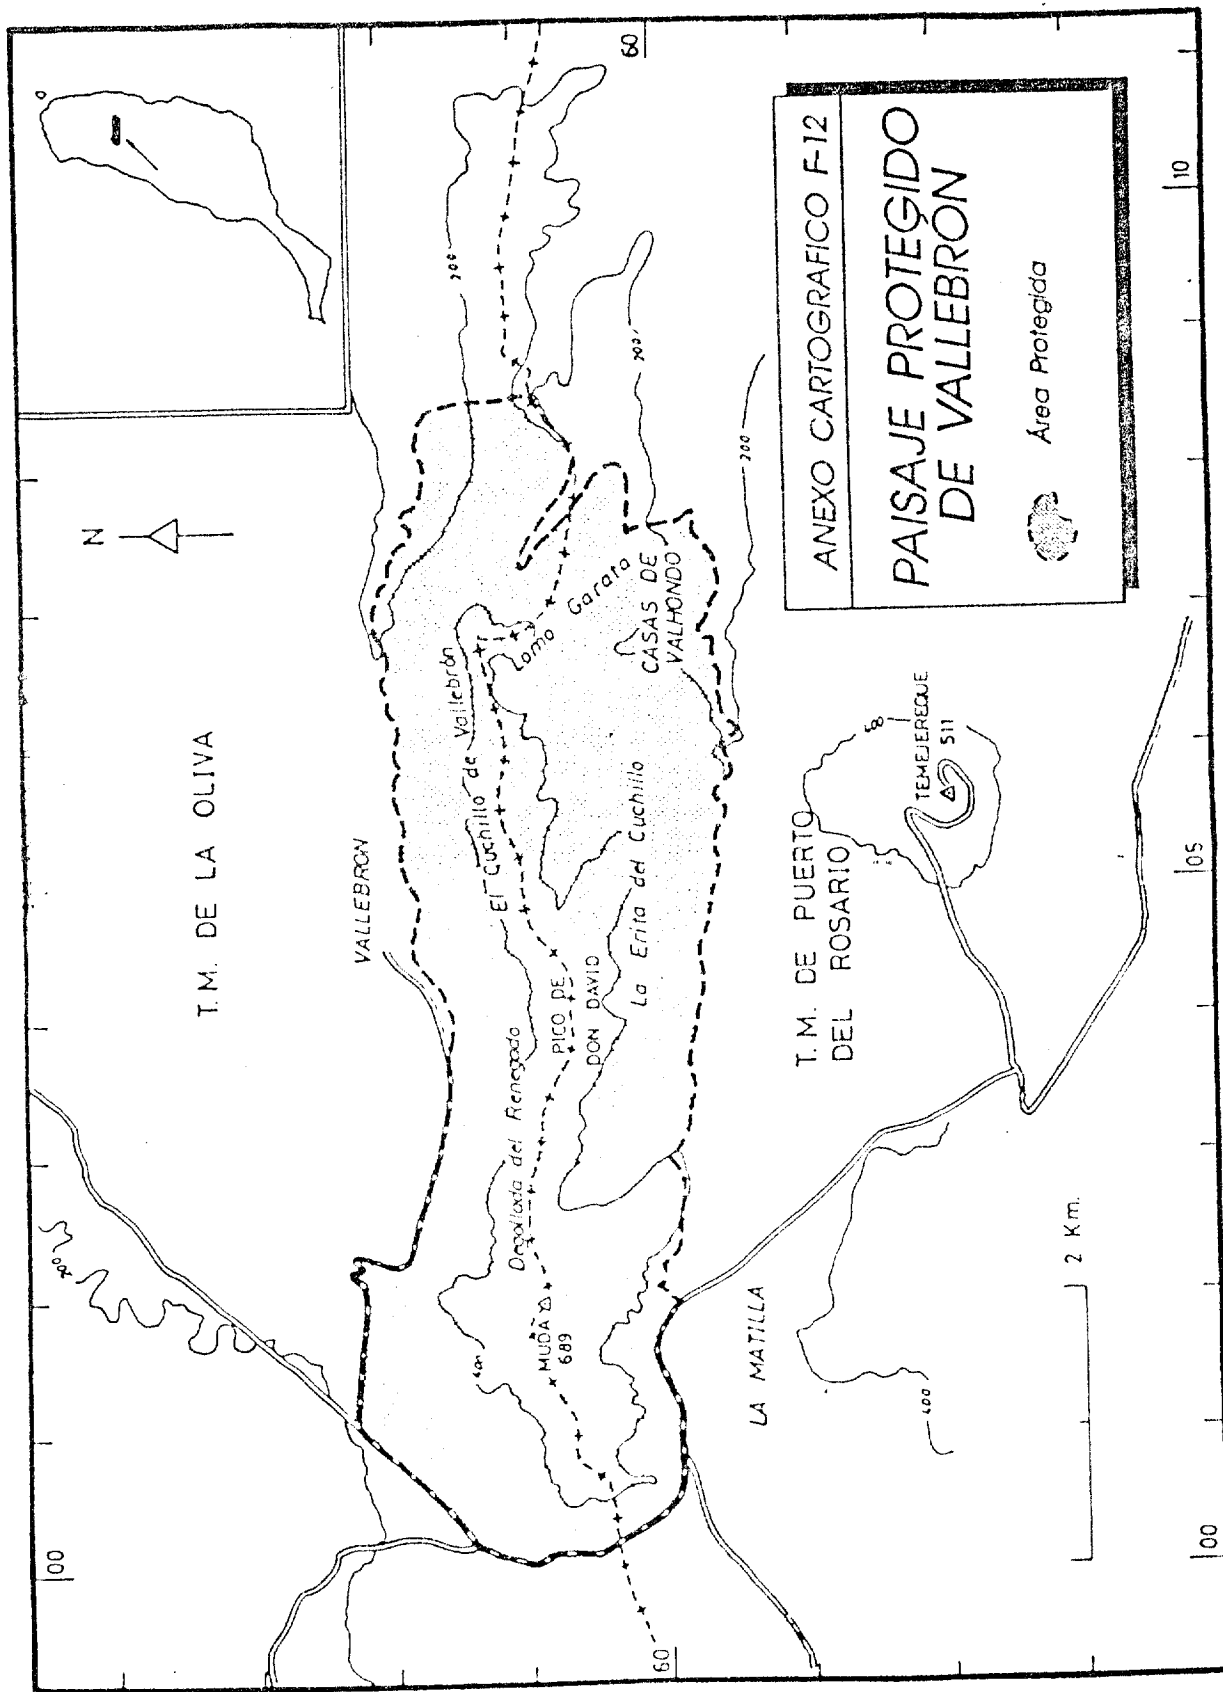 N
T.M. DE LA OLIVA
VALLEBRON
60
200
El Cuchillo de Vallebrón
Lomo Garata
200
Degollada del Renegado
400
MUDA
689
PICO DE
DON DAVID
La Erita del Cuchillo
CASAS DE
VALHONDO
200
60
LA MATILLA
400
T.M. DE PUERTO
DEL ROSARIO
TEMEJEREQUE
511
2 Km.
ANEXO CARTOGRAFICO F-12
PAISAJE PROTEGIDO
DE VALLEBRON
Área Protegida
00
00
05
10